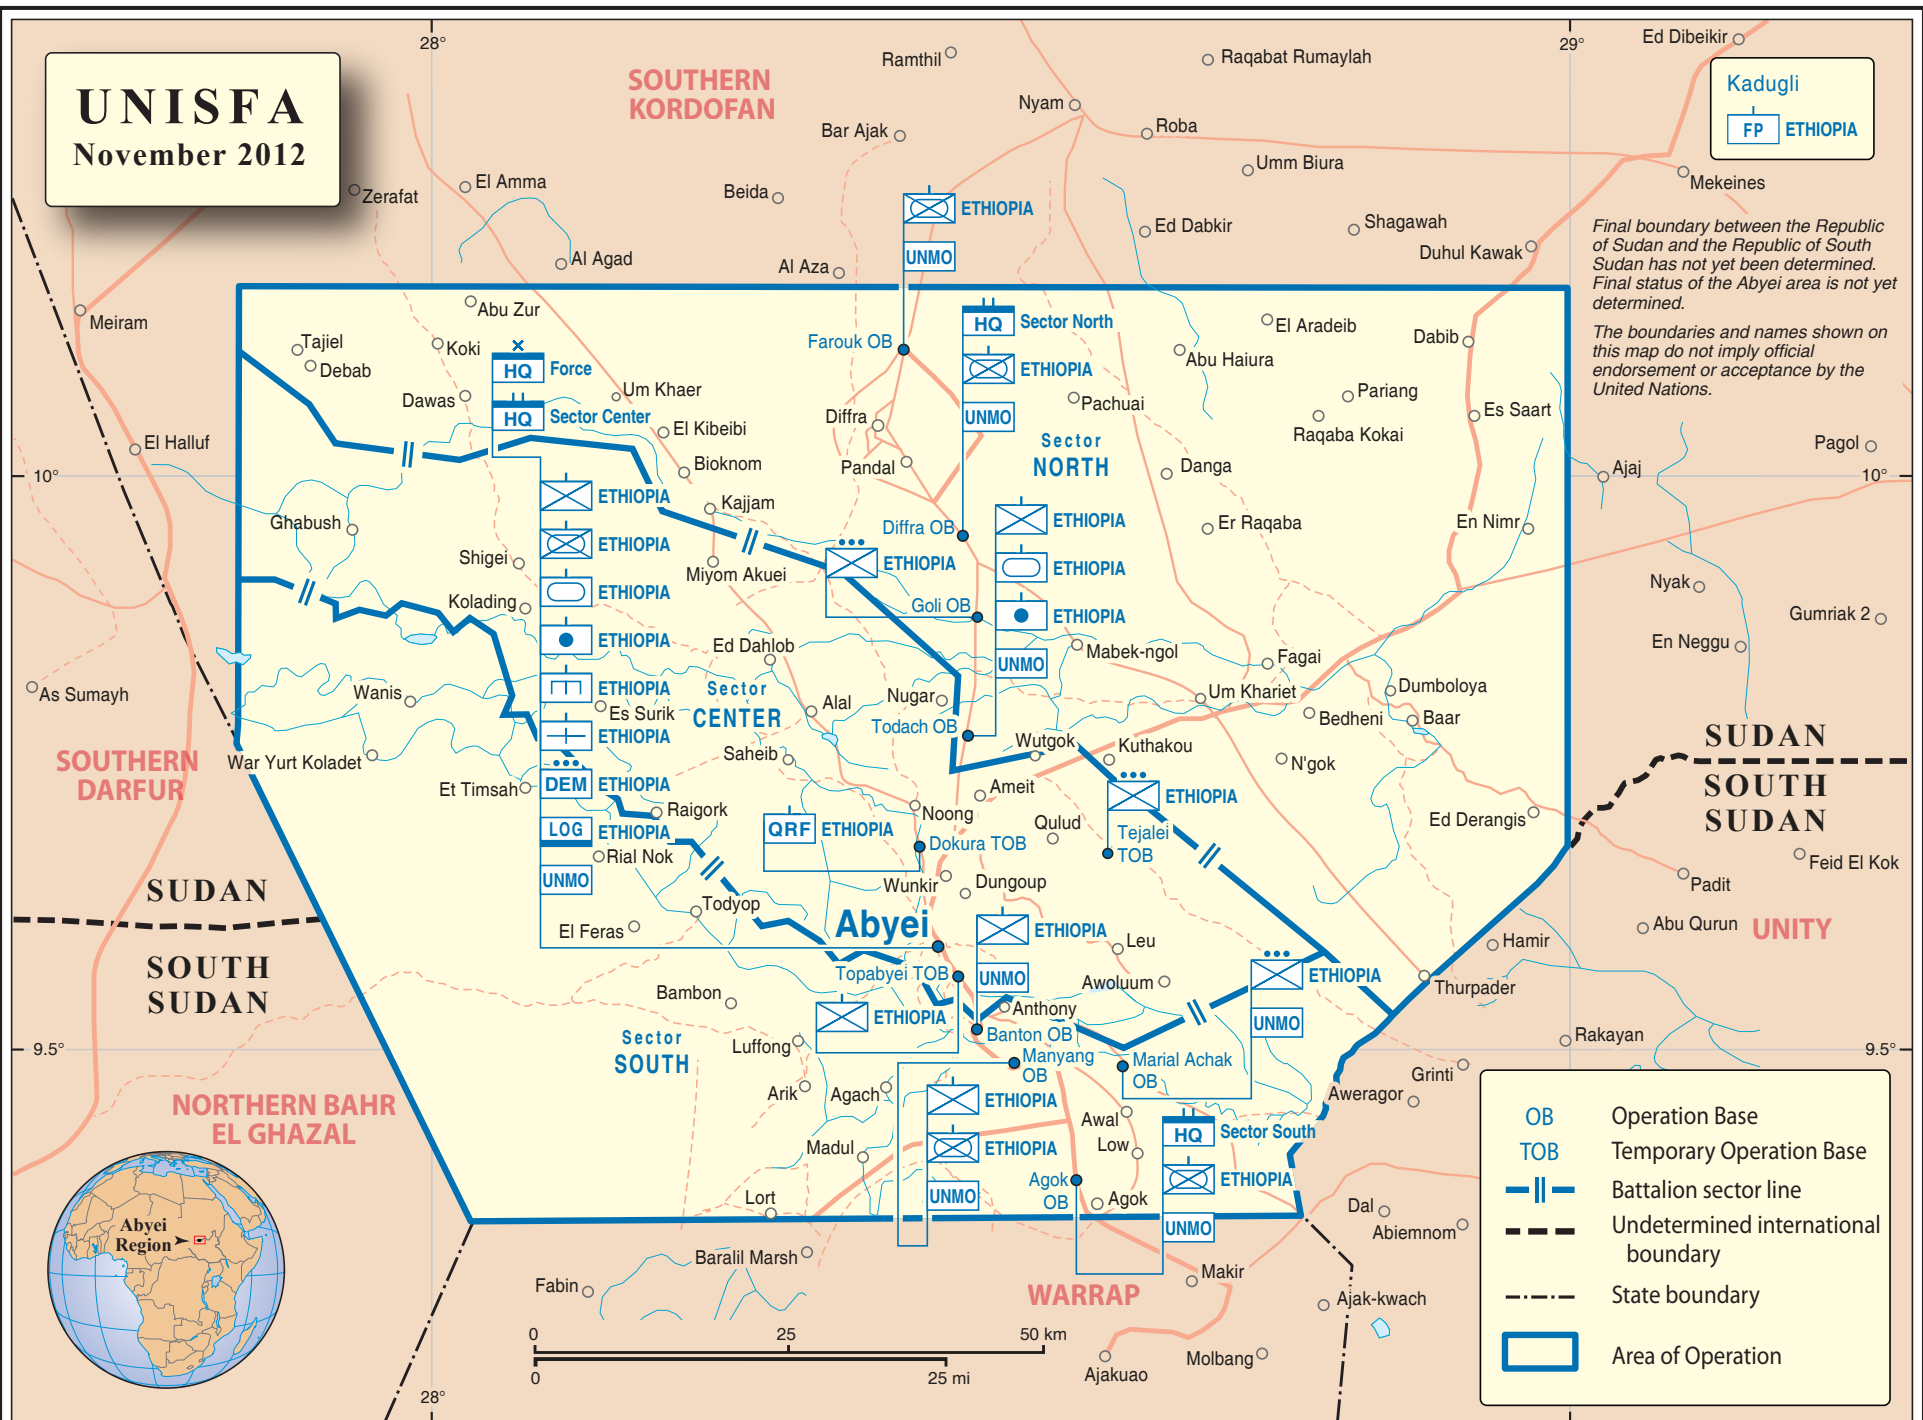 UNISFA
November 2012
28°
29°
Ed Dibeikir
Ramthil
Raqabat Rumaylah
SOUTHERN
KORDOFAN
Kadugli
FP ETHIOPIA
Nyam
Bar Ajak
Roba
Umm Biura
Mekeines
Zerafat
El Amma
Beida
ETHIOPIA
UNMO
Ed Dabkir
Shagawah
Duhul Kawak
Al Agad
Al Aza
Final boundary between the Republic
of Sudan and the Republic of South
Sudan has not yet been determined.
Final status of the Abyei area is not yet
determined.
The boundaries and names shown on
this map do not imply official
endorsement or acceptance by the
United Nations.
Meiram
Abu Zur
Tajiel
Debab
Koki
HQ Force
Dawas
HQ Sector Center
Um Khaer
El Kibeibi
Bioknom
Kajjam
Farouk OB
HQ Sector North
ETHIOPIA
UNMO
El Aradeib
Dabib
Abu Haiura
Pariang
Pachuai
Raqaba Kokai
Es Saart
Diffra
Pandal
Sector
NORTH
Danga
Pagol
Ajaj
El Halluf
10°
10°
Ghabush
ETHIOPIA
ETHIOPIA
ETHIOPIA
ETHIOPIA
ETHIOPIA
ETHIOPIA
DEM ETHIOPIA
LOG ETHIOPIA
UNMO
Shigei
Miyom Akuei
ETHIOPIA
Diffra OB
ETHIOPIA
ETHIOPIA
ETHIOPIA
UNMO
Er Raqaba
En Nimr
Kolading
Goli OB
Nyak
Gumriak 2
En Neggu
Ed Dahlob
Mabek-ngol
Fagai
As Sumayh
Wanis
Es Surik
Sector
CENTER
Alal
Nugar
Um Khariet
Dumboloya
Bedheni
Baar
Todach OB
SOUTHERN
DARFUR
War Yurt Koladet
Saheib
Wutgok
Kuthakou
N'gok
SUDAN
SOUTH
SUDAN
Et Timsah
Raigork
Ameit
ETHIOPIA
Noong
QRF ETHIOPIA
Qulud
Tejalei
TOB
Ed Derangis
Rial Nok
Dokura TOB
Feid El Kok
Wunkir
Dungoup
Padit
SUDAN
SOUTH
SUDAN
Todyop
El Feras
Abyei
ETHIOPIA
UNMO
Leu
Hamir
Abu Qurun
UNITY
Topabyei TOB
Awoluum
ETHIOPIA
UNMO
Thurpader
Bambon
ETHIOPIA
Anthony
Banton OB
Sector
SOUTH
Luffong
Manyang
OB
Marial Achak
OB
Rakayan
9.5°
9.5°
Grinti
Aweragor
Arik
Agach
NORTHERN BAHR
EL GHAZAL
ETHIOPIA
ETHIOPIA
UNMO
Awal
Low
HQ Sector South
ETHIOPIA
UNMO
Madul
Agok
OB
Agok
Lort
Dal
Abiemnom
Abyei
Region
Baralil Marsh
Fabin
WARRAP
Makir
Ajak-kwach
Molbang
Ajakuao
0 25 50 km
0 25 mi
28°
OB Operation Base
TOB Temporary Operation Base
Battalion sector line
Undetermined international
boundary
State boundary
Area of Operation